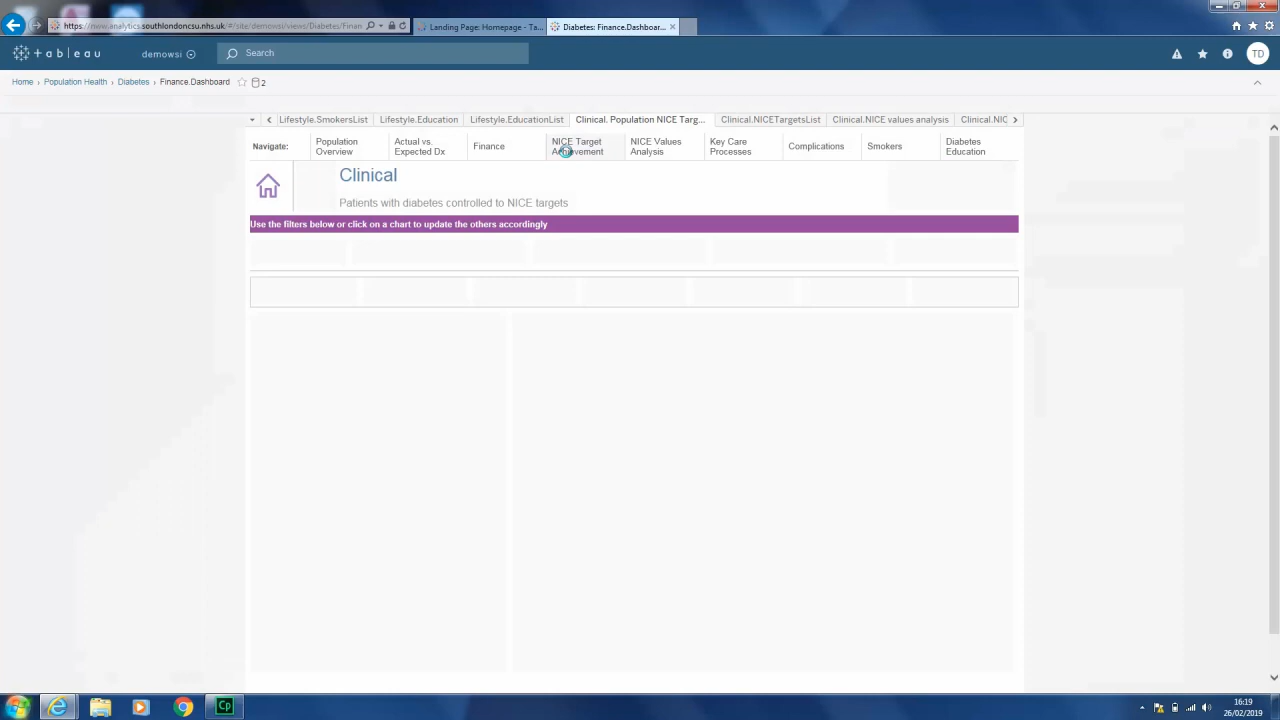 https://nww.analytics.southlondoncsu.nhs.uk/#/site/demowsi/views/Diabetes/Finan
Landing Page: Homepage - Ta...
Diabetes: Finance.Dashboar...
+ a b l e a u
demowsi
Search
TD
Home > Population Health > Diabetes > Finance.Dashboard
2
Lifestyle.SmokersList
Lifestyle.Education
Lifestyle.EducationList
Clinical. Population NICE Targ...
Clinical.NICETargetsList
Clinical.NICE values analysis
Clinical.NIC
Navigate:
Population
Overview
Actual vs.
Expected Dx
Finance
NICE Target
Achievement
NICE Values
Analysis
Key Care
Processes
Complications
Smokers
Diabetes
Education
Clinical
Patients with diabetes controlled to NICE targets
Use the filters below or click on a chart to update the others accordingly
Cp
16:19
26/02/2019